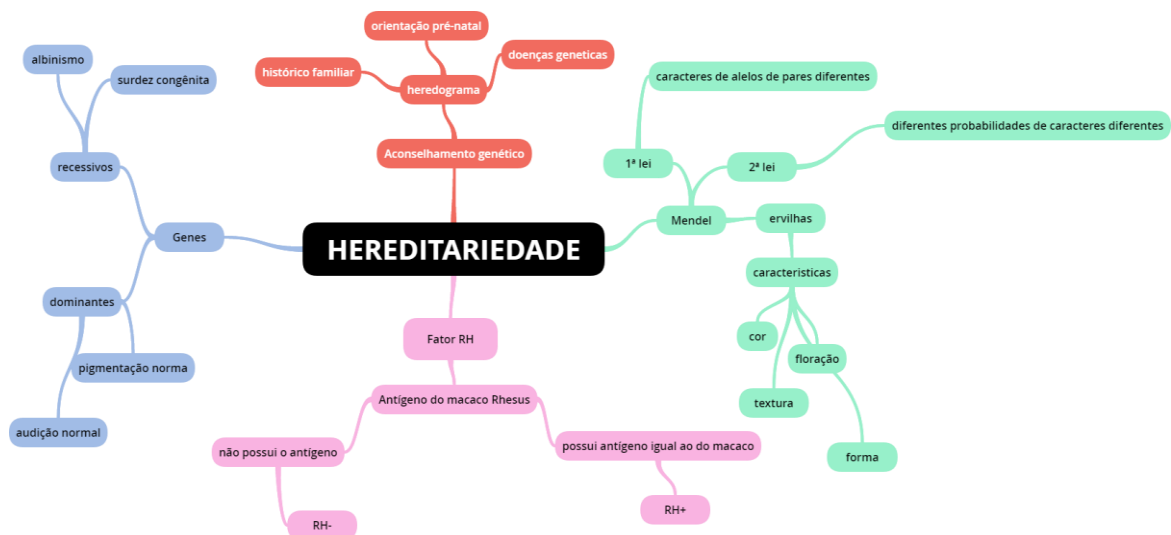 orientação pré-natal
albinismo
doenças geneticas
histórico familiar
caracteres de alelos de pares diferentes
surdez congênita
heredograma
diferentes probabilidades de caracteres diferentes
Aconselhamento genético
1ª lei
2ª lei
recessivos
Mendel
ervilhas
Genes
HEREDITARIEDADE
caracteristicas
dominantes
Fator RH
cor
floração
pigmentação norma
Antígeno do macaco Rhesus
textura
audição normal
não possui o antígeno
possui antígeno igual ao do macaco
forma
RH+
RH-